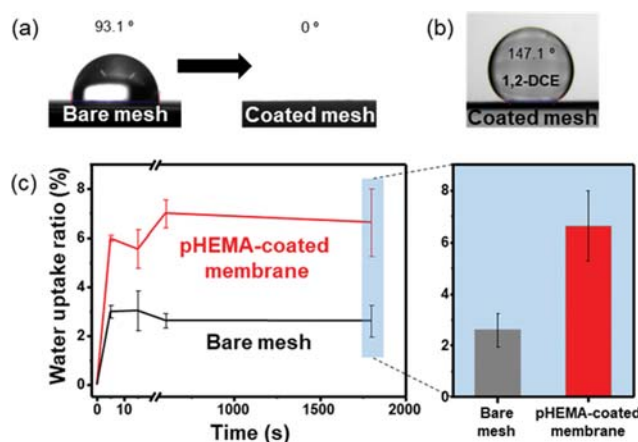 (a)
93.1 °
0 °
Bare mesh
Coated mesh
(b)
147.1 °
1,2-DCE
Coated mesh
(c)
Water uptake ratio (%)
8
6
4
2
0
pHEMA-coated
membrane
Bare mesh
0 10 1000 1500 2000
Time (s)
8
6
4
2
0
Bare
mesh
pHEMA-coated
membrane